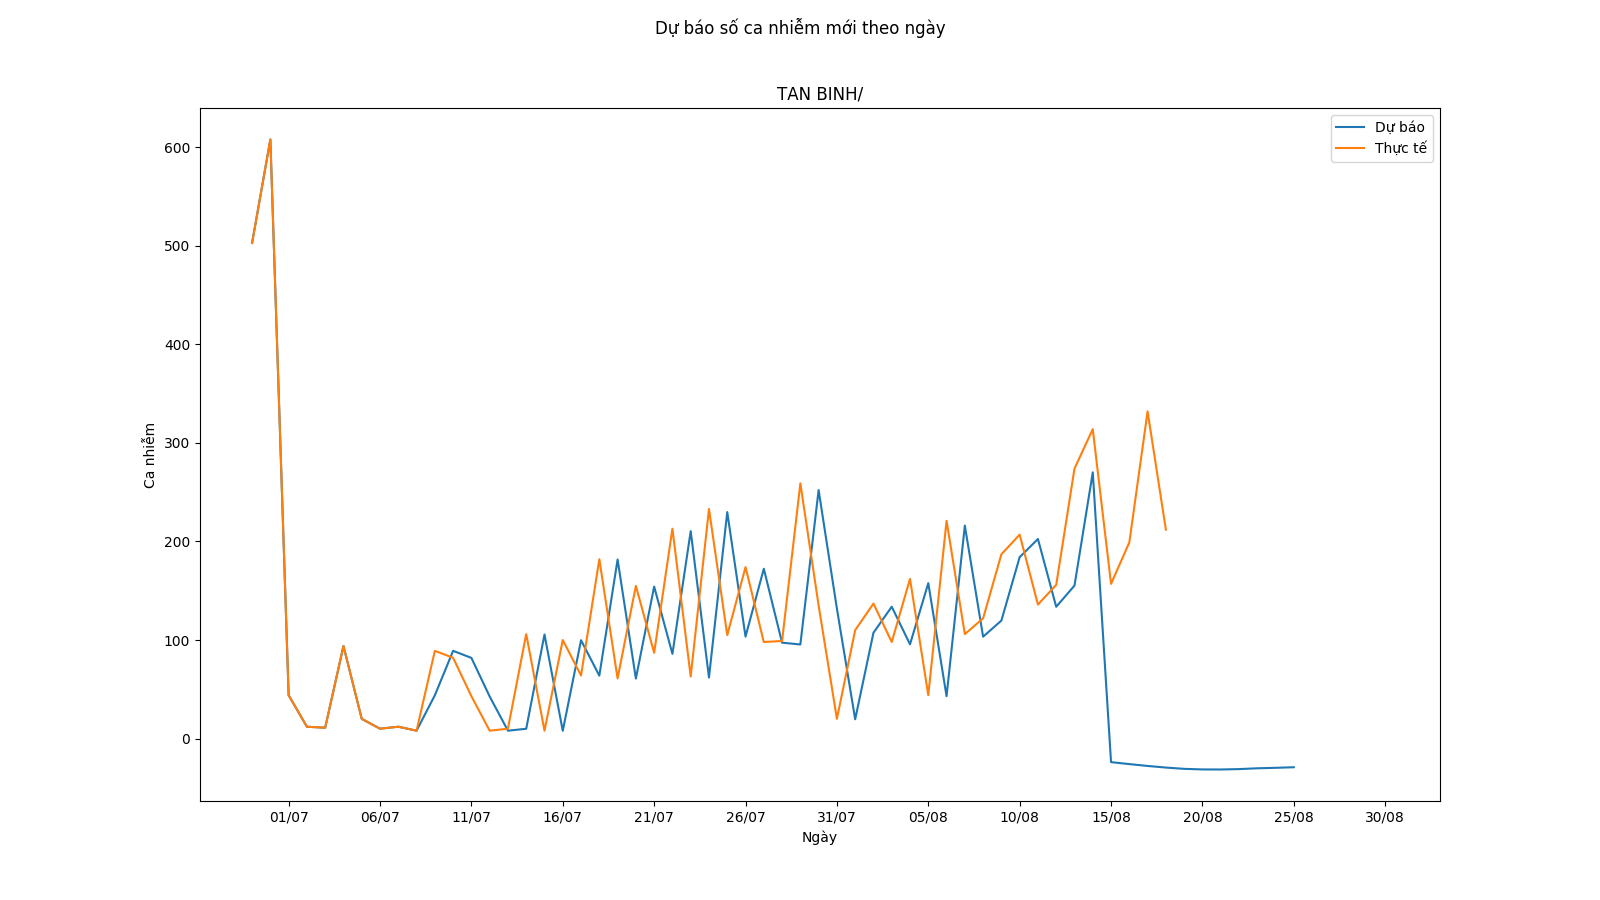 Dự báo số ca nhiễm mới theo ngày
TAN BINH/
Dự báo
Thực tế
600
500
400
300
200
100
0
Ca nhiễm
01/07 06/07 11/07 16/07 21/07 26/07 31/07 05/08 10/08 15/08 20/08 25/08 30/08
Ngày